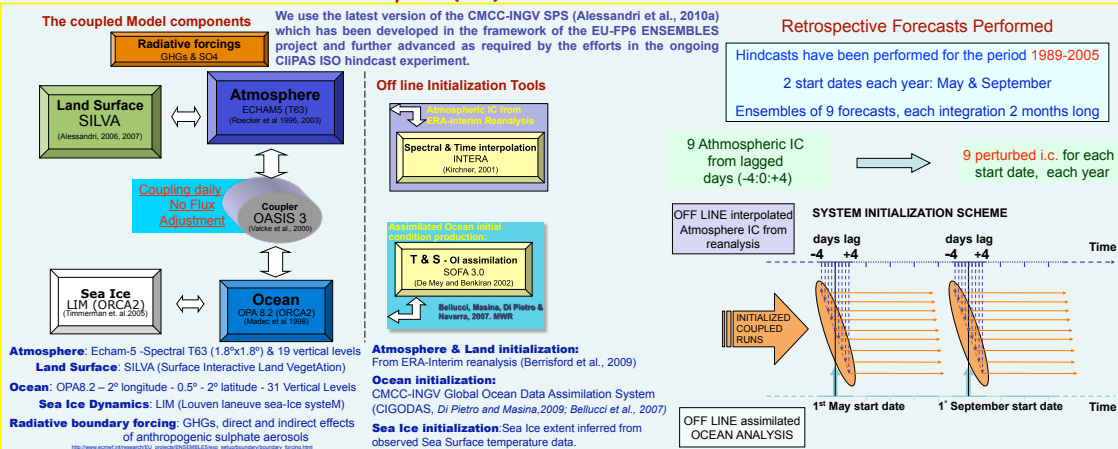 The coupled Model components
Radiative forcings
GHGs & SO4
Land Surface
SILVA
(Alessandri, 2006, 2007)
Atmosphere
ECHAM5 (T63)
(Roecker et al 1996, 2003)
Coupling daily
No Flux
Adjustment
Coupler
OASIS 3
(Valcke et al., 2000)
Sea Ice
LIM (ORCA2)
(Timmerman et. al.2005)
Ocean
OPA 8.2 (ORCA2)
(Madec et al 1998)
Atmosphere: Echam-5 -Spectral T63 (1.8ºx1.8º) & 19 vertical levels
Land Surface: SILVA (Surface Interactive Land VegetAtion)
Ocean: OPA8.2 – 2º longitude - 0.5º - 2º latitude - 31 Vertical Levels
Sea Ice Dynamics: LIM (Louven laneuve sea-Ice systeM)
Radiative boundary forcing: GHGs, direct and indirect effects
of anthropogenic sulphate aerosols
We use the latest version of the CMCC-INGV SPS (Alessandri et al., 2010a)
which has been developed in the framework of the EU-FP6 ENSEMBLES
project and further advanced as required by the efforts in the ongoing
CliPAS ISO hindcast experiment.
Off line Initialization Tools
Atmospheric IC from
ERA-Interim Reanalysis
Spectral & Time interpolation
INTERA
(Kirchner, 2001)
Assimilated Ocean initial
condition production:
T & S - OI assimilation
SOFA 3.0
(De Mey and Benkiran 2002)
Bellucci, Masina, Di Pietro &
Navarra, 2007. MWR
Atmosphere & Land initialization:
From ERA-Interim reanalysis (Berrisford et al., 2009)
Ocean initialization:
CMCC-INGV Global Ocean Data Assimilation System
(CIGODAS, Di Pietro and Masina,2009; Bellucci et al., 2007)
Sea Ice initialization:Sea Ice extent inferred from
observed Sea Surface temperature data.
Retrospective Forecasts Performed
Hindcasts have been performed for the period 1989-2005
2 start dates each year: May & September
Ensembles of 9 forecasts, each integration 2 months long
9 Athmospheric IC
from lagged
days (-4:0:+4)
9 perturbed i.c. for each
start date, each year
OFF LINE interpolated
Atmosphere IC from
reanalysis
SYSTEM INITIALIZATION SCHEME
days lag
-4 +4
days lag
-4 +4
Time
INITIALIZED
COUPLED
RUNS
1st May start date
1° September start date
Time
OFF LINE assimilated
OCEAN ANALYSIS